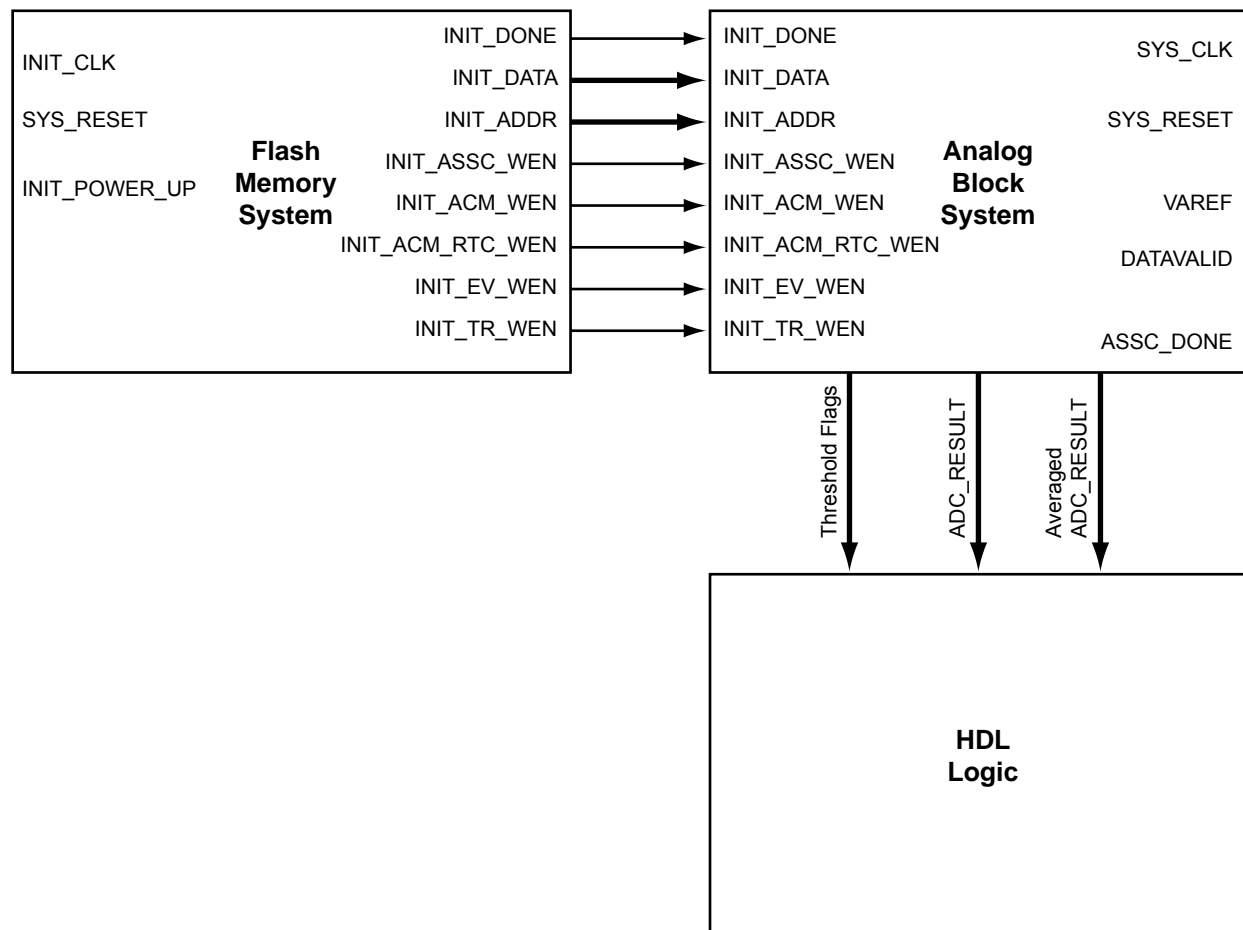 INIT_CLK
SYS_RESET
INIT_POWER_UP
Flash
Memory
System
INIT_DONE
INIT_DATA
INIT_ADDR
INIT_ASSC_WEN
INIT_ACM_WEN
INIT_ACM_RTC_WEN
INIT_EV_WEN
INIT_TR_WEN
INIT_DONE
INIT_DATA
INIT_ADDR
INIT_ASSC_WEN
INIT_ACM_WEN
INIT_ACM_RTC_WEN
INIT_EV_WEN
INIT_TR_WEN
Analog
Block
System
SYS_CLK
SYS_RESET
VAREF
DATAVALID
ASSC_DONE
Threshold Flags
ADC_RESULT
Averaged
ADC_RESULT
HDL
Logic